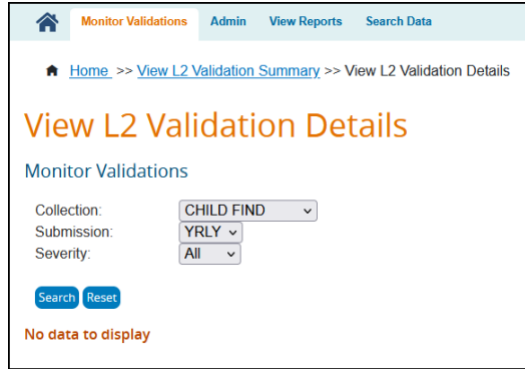 Monitor Validations Admin View Reports Search Data
Home >> View L2 Validation Summary >> View L2 Validation Details
View L2 Validation Details
Monitor Validations
Collection: CHILD FIND
Submission: YRLY
Severity: All
Search Reset
No data to display